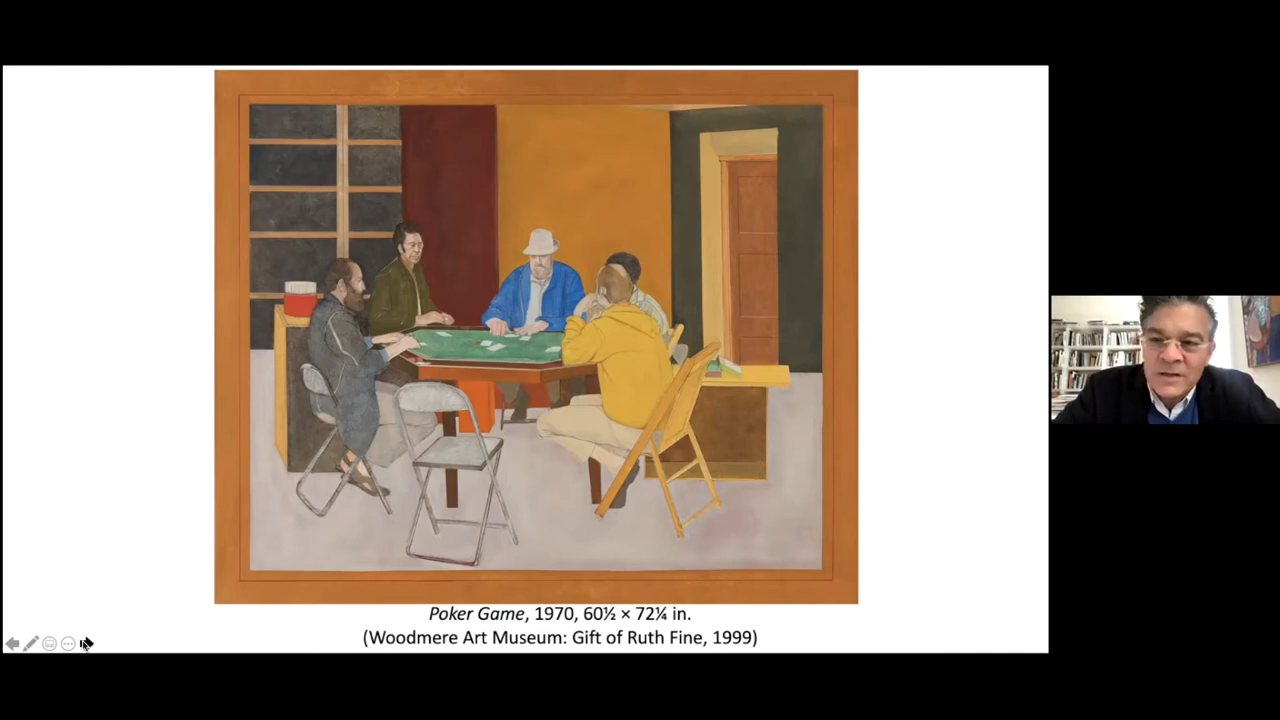 Poker Game, 1970, 60½ × 72¼ in.
(Woodmere Art Museum: Gift of Ruth Fine, 1999)